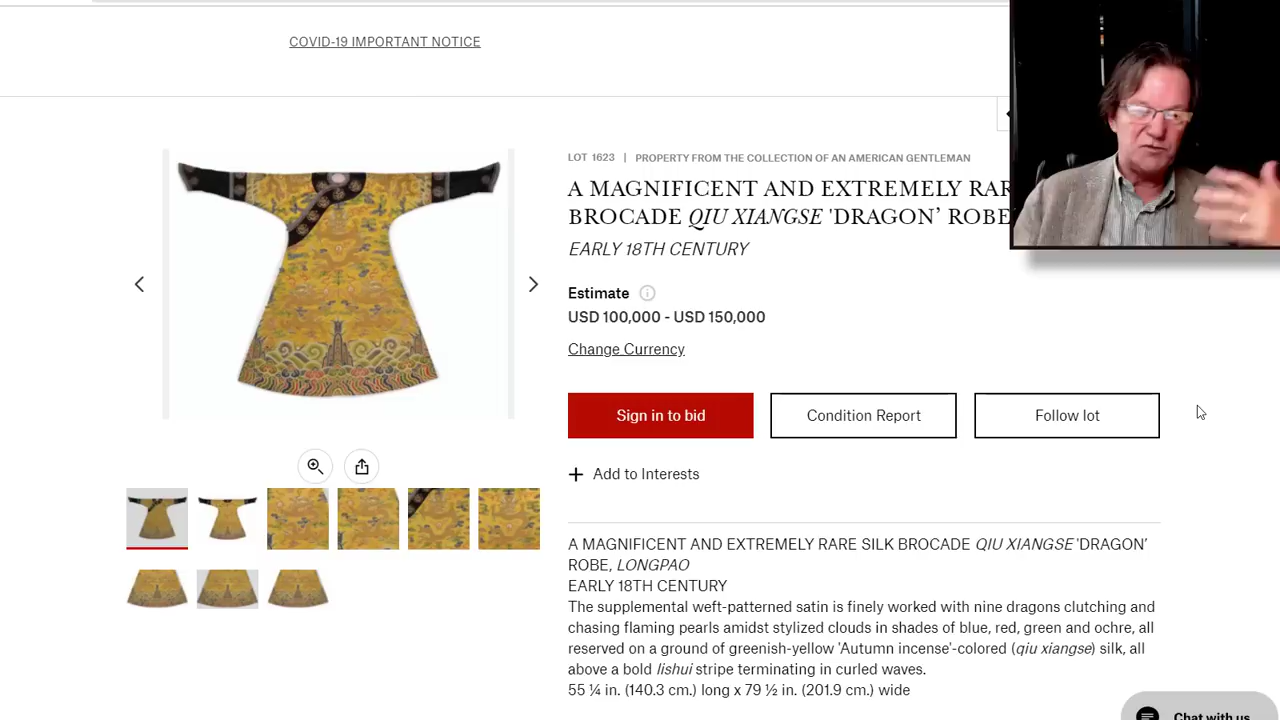 COVID-19 IMPORTANT NOTICE
LOT 1623 | PROPERTY FROM THE COLLECTION OF AN AMERICAN GENTLEMAN
A MAGNIFICENT AND EXTREMELY
BROCADE QIU XIANGSE 'DRAGON’ ROBE
EARLY 18TH CENTURY
Estimate
USD 100,000 - USD 150,000
Change Currency
Sign in to bid
Condition Report
Follow lot
Add to Interests
A MAGNIFICENT AND EXTREMELY RARE SILK BROCADE QIU XIANGSE 'DRAGON’
ROBE, LONGPAO
EARLY 18TH CENTURY
The supplemental weft-patterned satin is finely worked with nine dragons clutching and
chasing flaming pearls amidst stylized clouds in shades of blue, red, green and ochre, all
reserved on a ground of greenish-yellow 'Autumn incense'-colored (qiu xiangse) silk, all
above a bold lishui stripe terminating in curled waves.
55 ¼ in. (140.3 cm.) long x 79 ½ in. (201.9 cm.) wide
Chat with us